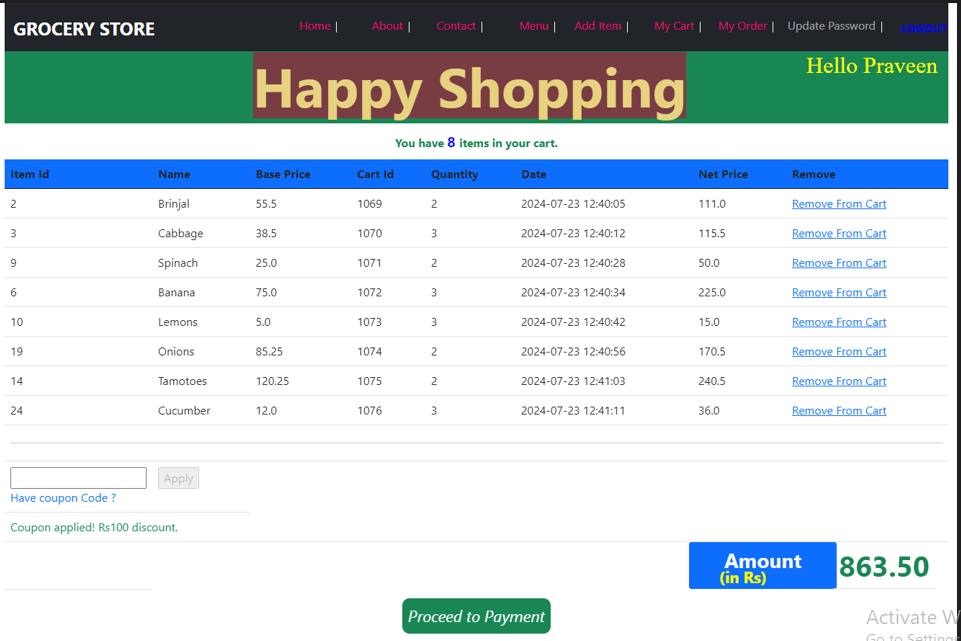 GROCERY STORE Home | About | Contact | Menu | Add Item | My Cart | My Order | Update Password | LOGOUT
Hello Praveen
Happy Shopping
You have 8 items in your cart.
Item Id Name Base Price Cart Id Quantity Date Net Price Remove
2 Brinjal 55.5 1069 2 2024-07-23 12:40:05 111.0 Remove From Cart
3 Cabbage 38.5 1070 3 2024-07-23 12:40:12 115.5 Remove From Cart
9 Spinach 25.0 1071 2 2024-07-23 12:40:28 50.0 Remove From Cart
6 Banana 75.0 1072 3 2024-07-23 12:40:34 225.0 Remove From Cart
10 Lemons 5.0 1073 3 2024-07-23 12:40:42 15.0 Remove From Cart
19 Onions 85.25 1074 2 2024-07-23 12:40:56 170.5 Remove From Cart
14 Tamotoes 120.25 1075 2 2024-07-23 12:41:03 240.5 Remove From Cart
24 Cucumber 12.0 1076 3 2024-07-23 12:41:11 36.0 Remove From Cart
Apply
Have coupon Code ?
Coupon applied! Rs100 discount.
Amount
(in Rs)
863.50
Proceed to Payment
Activate W
Go to Settings